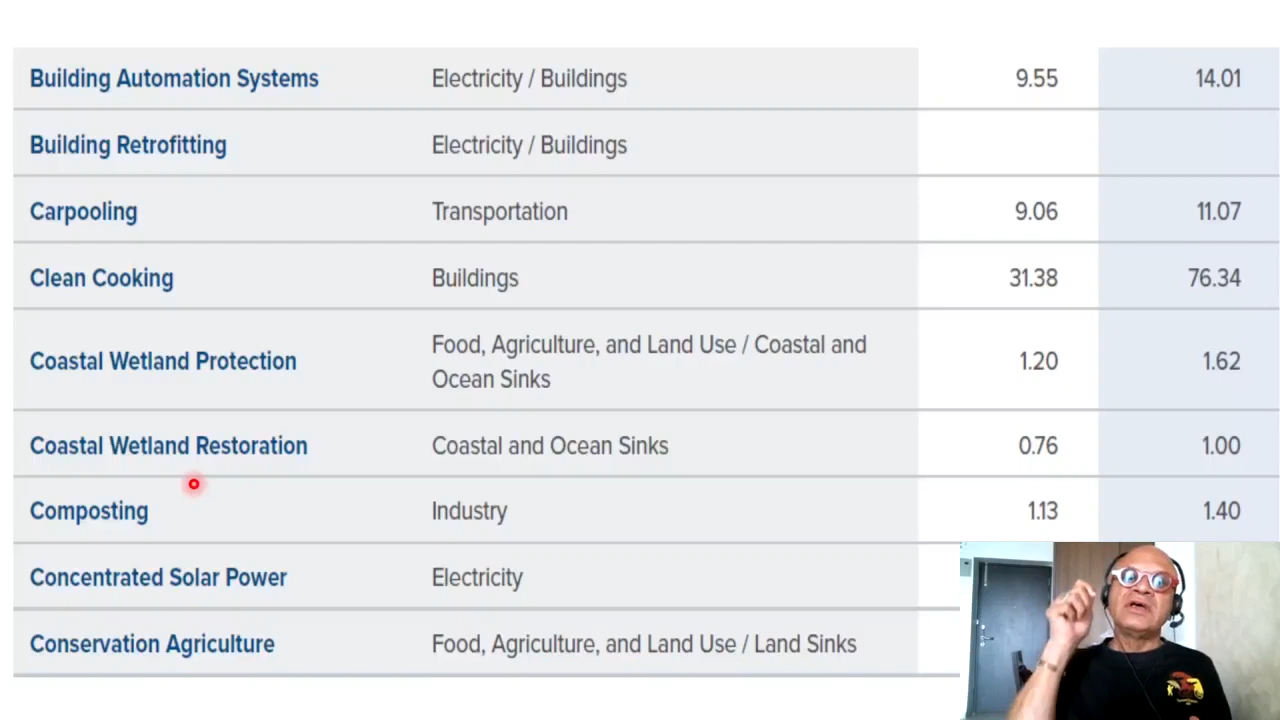 Building Automation Systems Electricity / Buildings 9.55 14.01
Building Retrofitting Electricity / Buildings
Carpooling Transportation 9.06 11.07
Clean Cooking Buildings 31.38 76.34
Coastal Wetland Protection Food, Agriculture, and Land Use / Coastal and
Ocean Sinks 1.20 1.62
Coastal Wetland Restoration Coastal and Ocean Sinks 0.76 1.00
Composting Industry 1.13 1.40
Concentrated Solar Power Electricity
Conservation Agriculture Food, Agriculture, and Land Use / Land Sinks